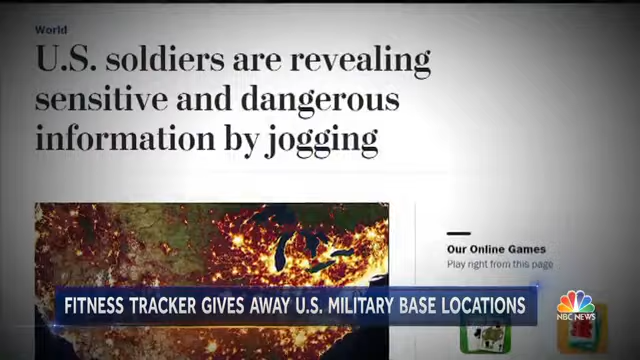 World
U.S. soldiers are revealing
sensitive and dangerous
information by jogging
Our Online Games
Play right from this page
FITNESS TRACKER GIVES AWAY U.S. MILITARY BASE LOCATIONS
NBC NEWS